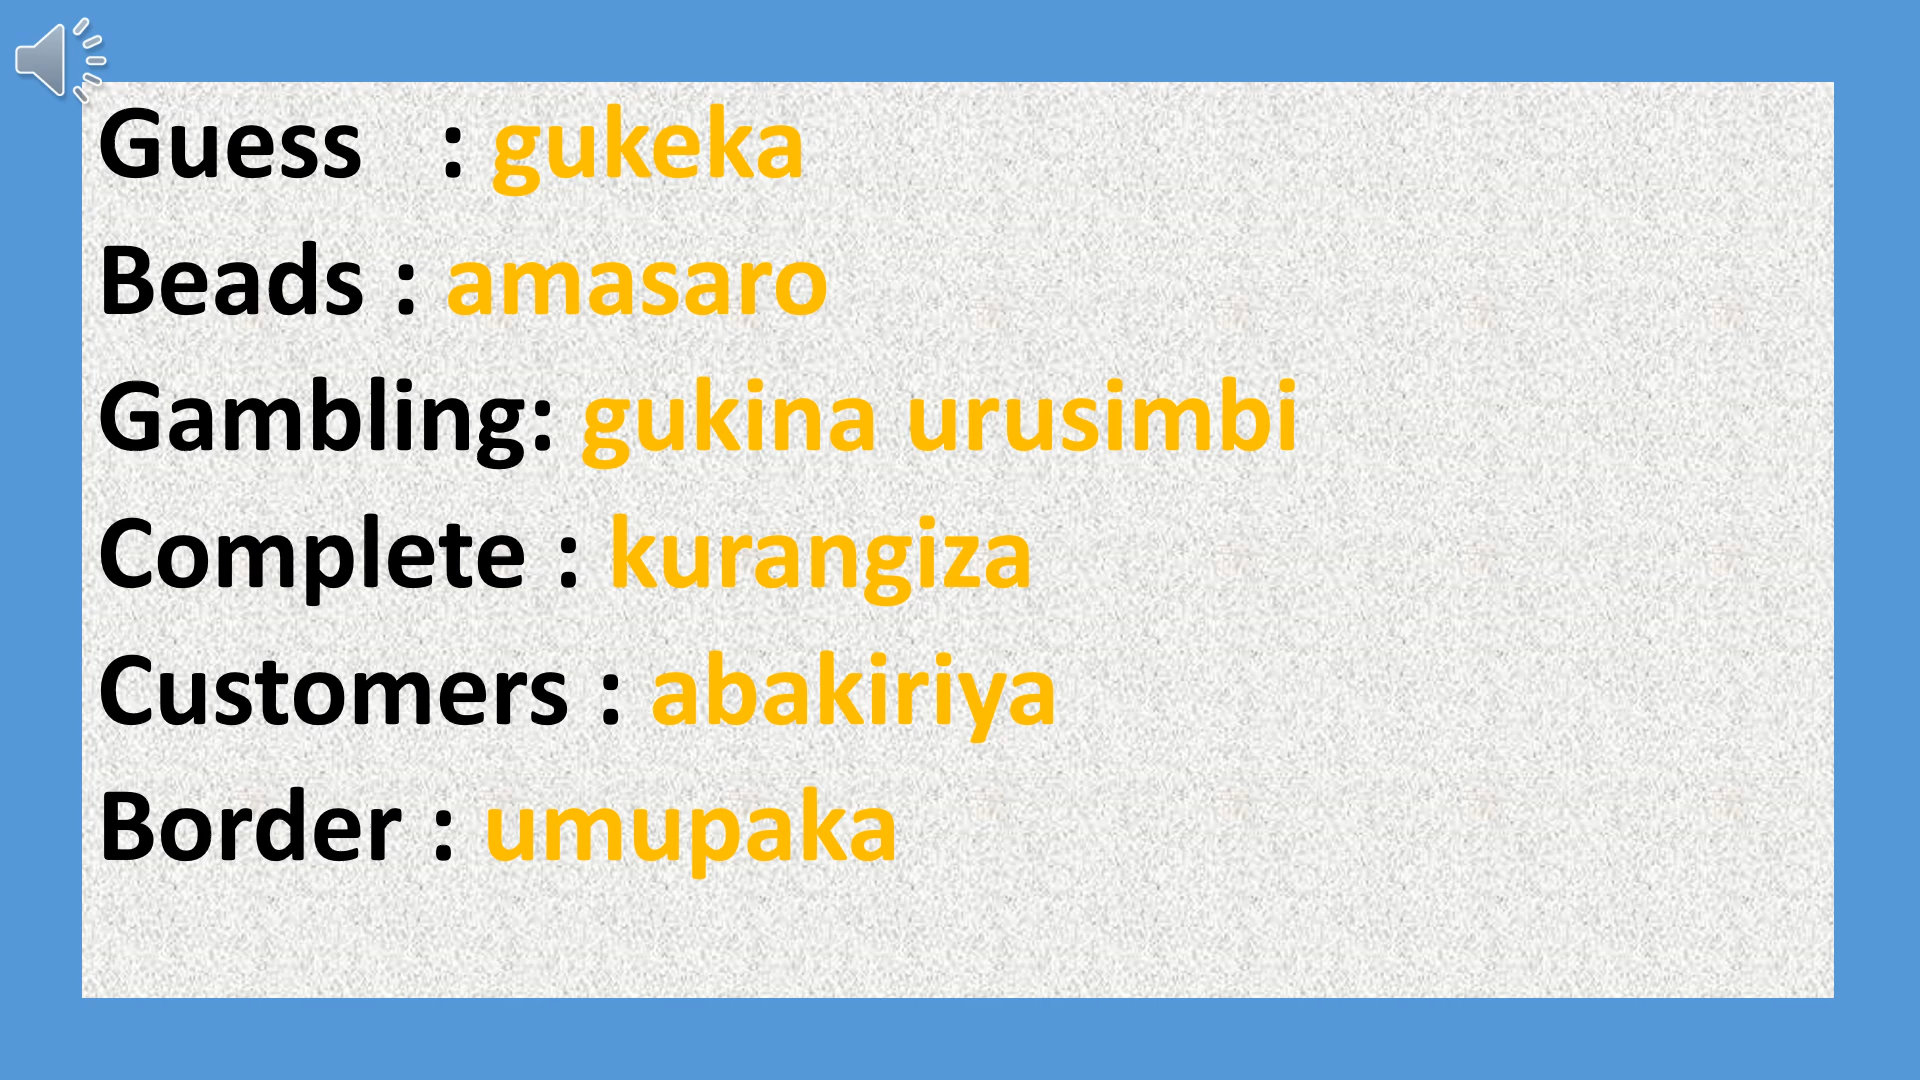 Guess : gukeka
Beads : amasaro
Gambling: gukina urusimbi
Complete : kurangiza
Customers : abakiriya
Border : umupaka